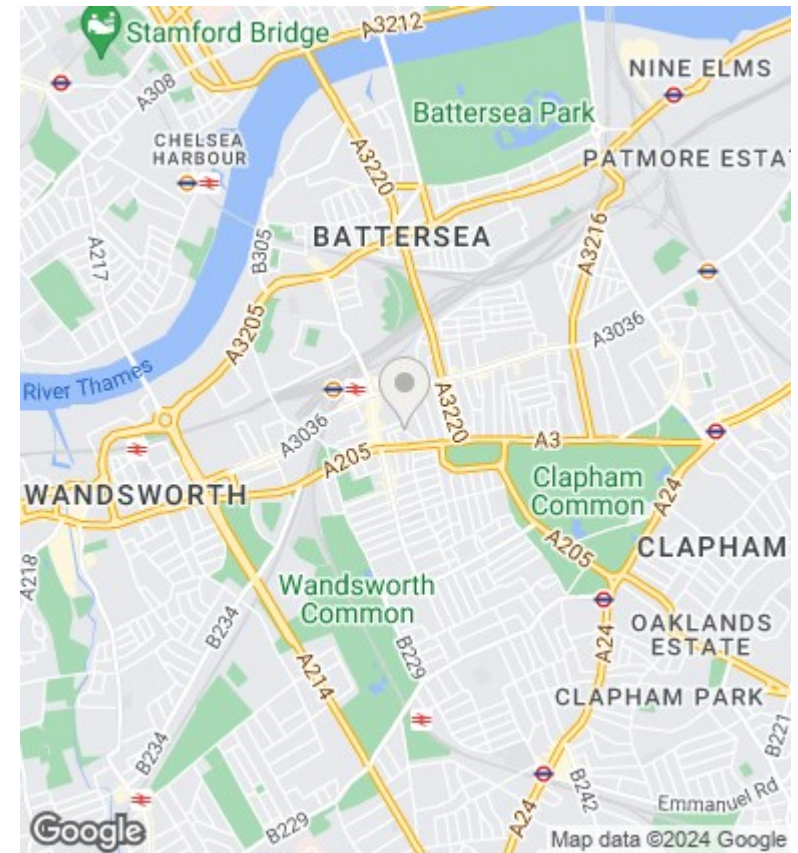 Stamford Bridge
A3212
NINE ELMS
A308
Battersea Park
CHELSEA
HARBOUR
PATMORE ESTAT
A3220
A217
B305
BATTERSEA
A3216
A3205
A3036
River Thames
A3220
A3036
A3
A205
WANDSWORTH
Clapham
Common
A24
A205
CLAPHAM
A218
Wandsworth
Common
B234
B229
OAKLANDS
ESTATE
A24
A214
CLAPHAM PARK
B221
B234
B242
Emmanuel Rd
A24
B229
Google
Map data ©2024 Google